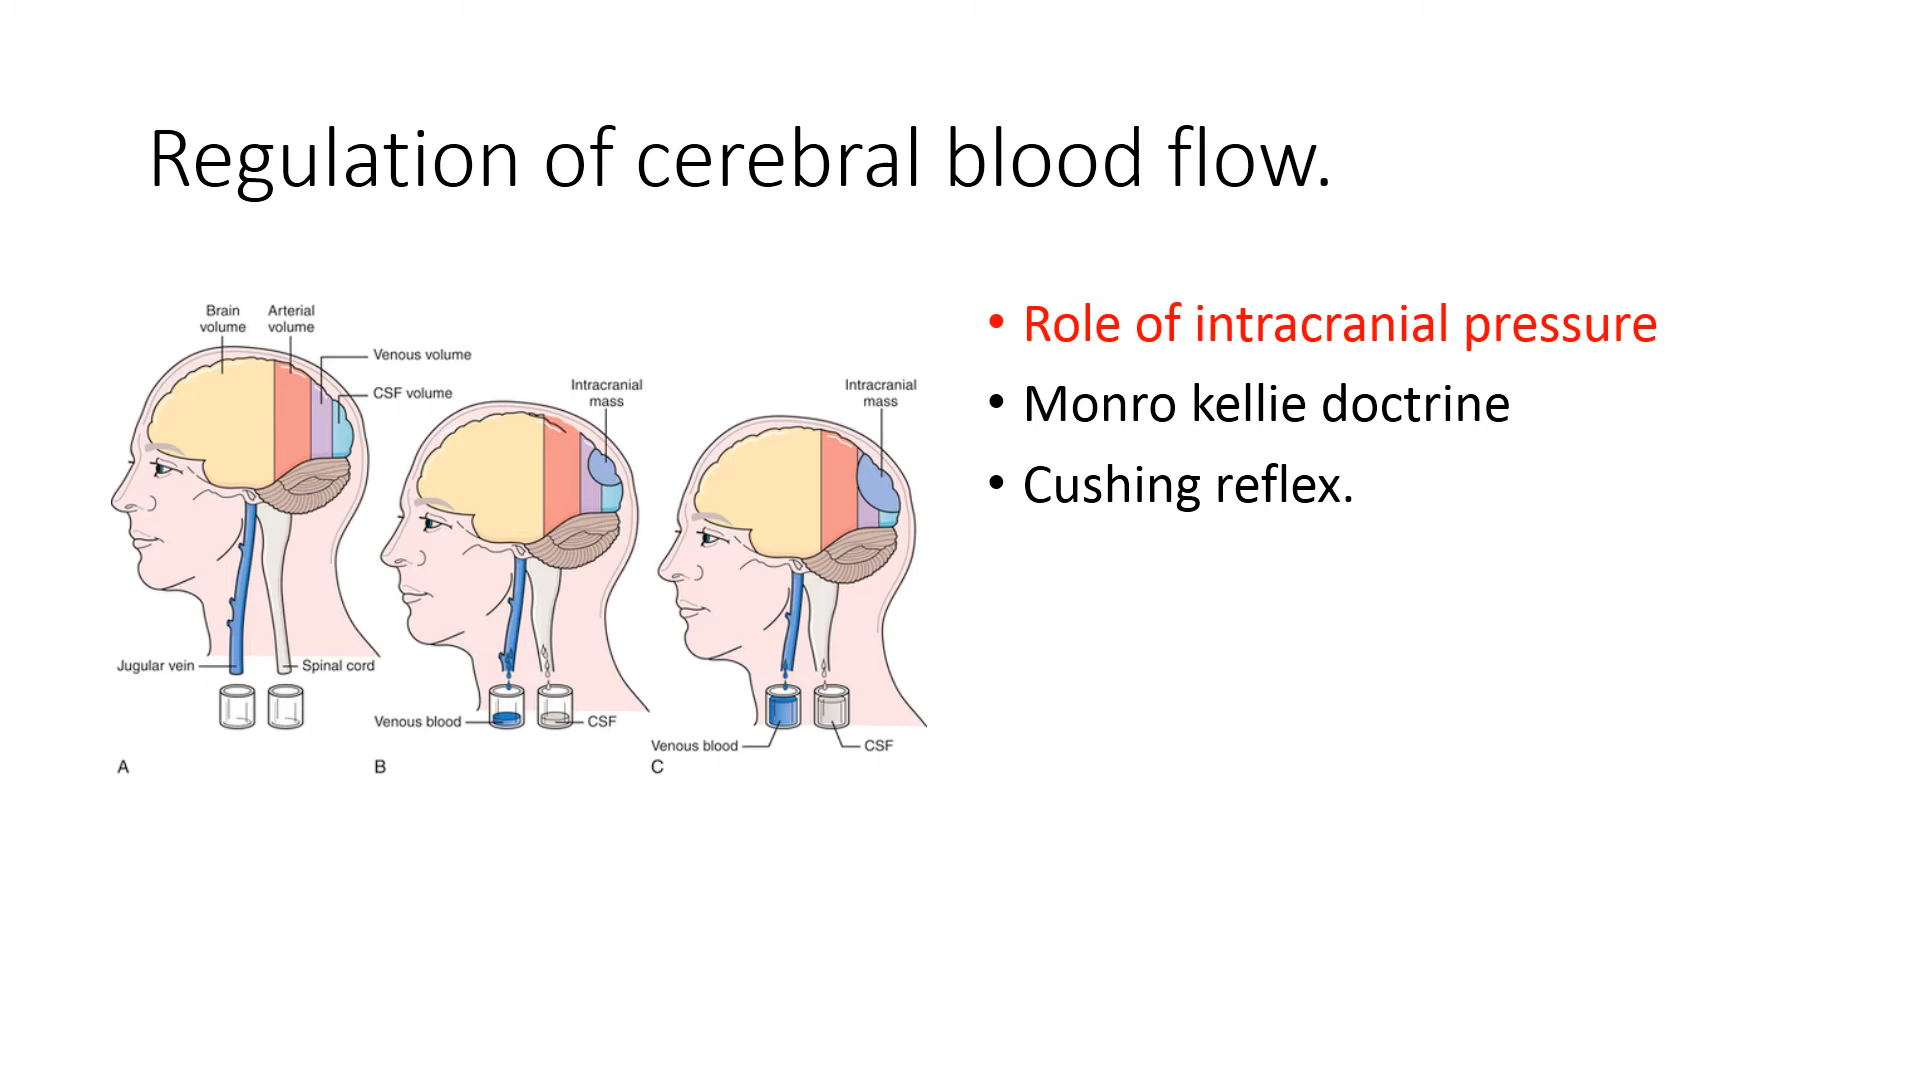 Regulation of cerebral blood flow.
Brain
volume
Arterial
volume
Venous volume
CSF volume
Jugular vein
Spinal cord
A
Intracranial
mass
Venous blood
CSF
B
Intracranial
mass
Venous blood
CSF
C
• Role of intracranial pressure
• Monro kellie doctrine
• Cushing reflex.